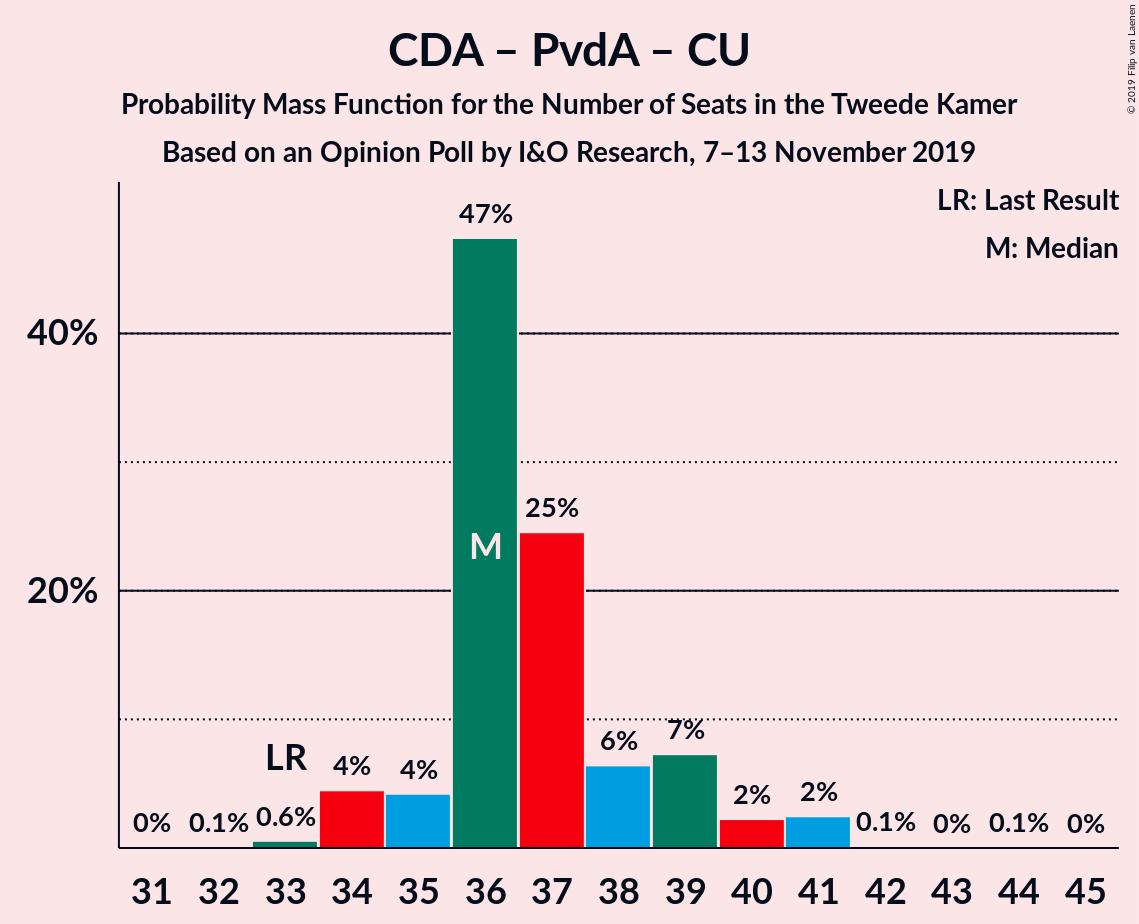 CDA – PvdA – CU
Probability Mass Function for the Number of Seats in the Tweede Kamer
Based on an Opinion Poll by I&O Research, 7–13 November 2019
© 2019 Filip van Laenen
LR: Last Result
M: Median
47%
40%
25%
M
20%
7%
6%
LR
4%
4%
2%
2%
0%
0.1%
0.6%
0.1%
0%
0.1%
0%
31 32 33 34 35 36 37 38 39 40 41 42 43 44 45